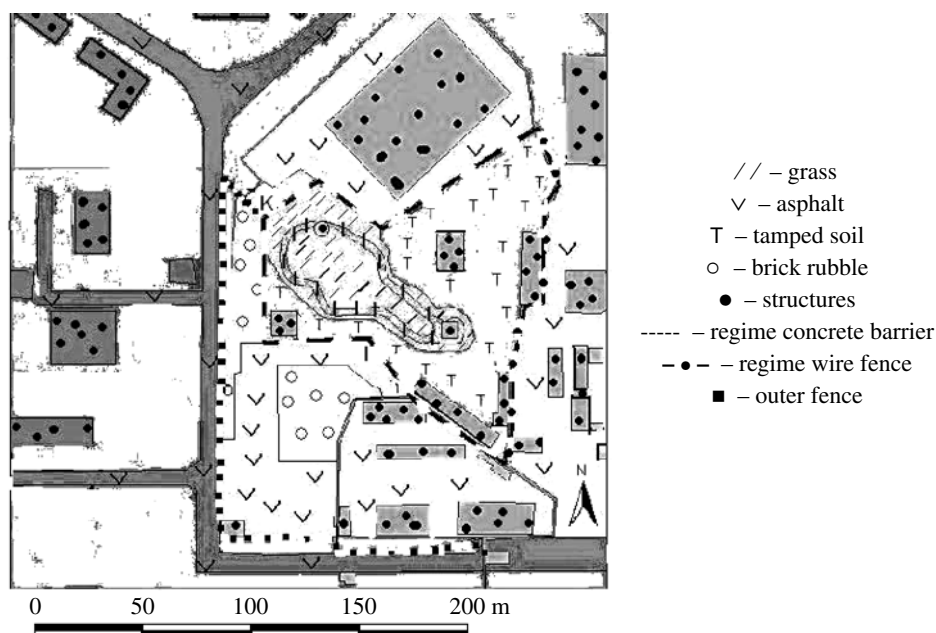 K
N
// – grass
∨ – asphalt
T – tamped soil
○ – brick rubble
● – structures
----- – regime concrete barrier
– ● – – regime wire fence
■ – outer fence
0 50 100 150 200 m